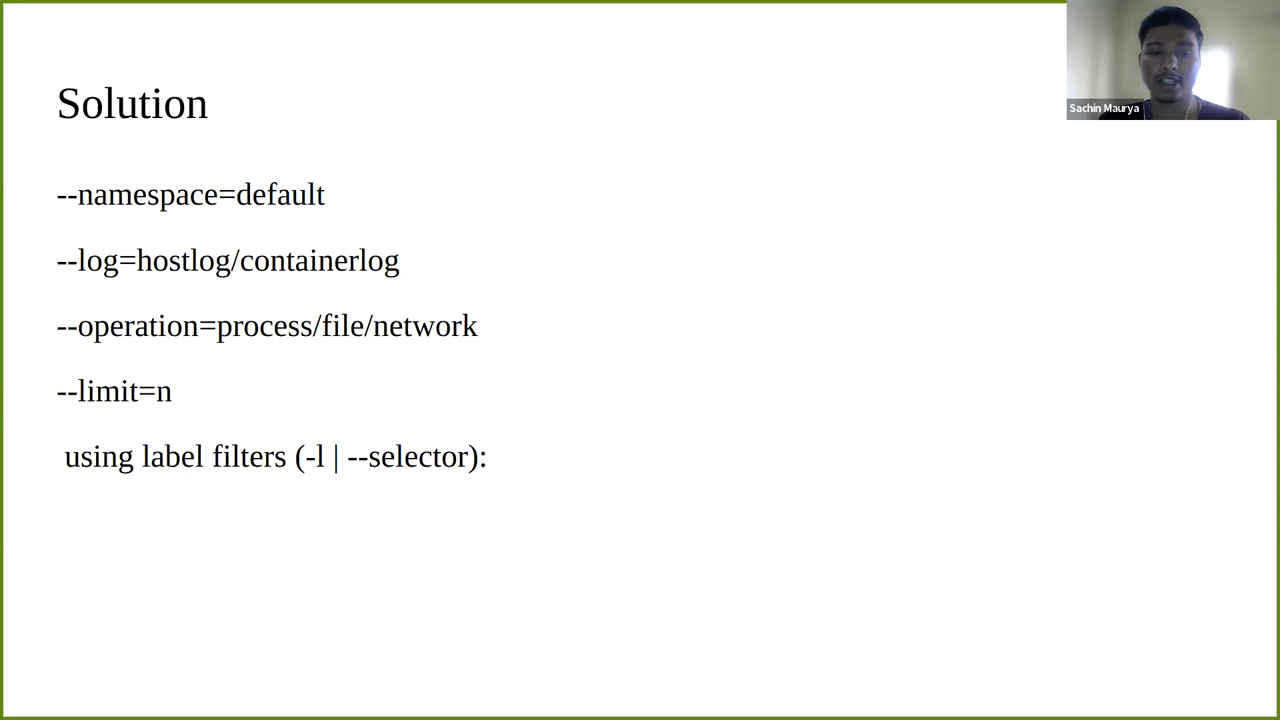 Solution
Sachin Maurya
--namespace=default
--log=hostlog/containerlog
--operation=process/file/network
--limit=n
using label filters (-l | --selector):